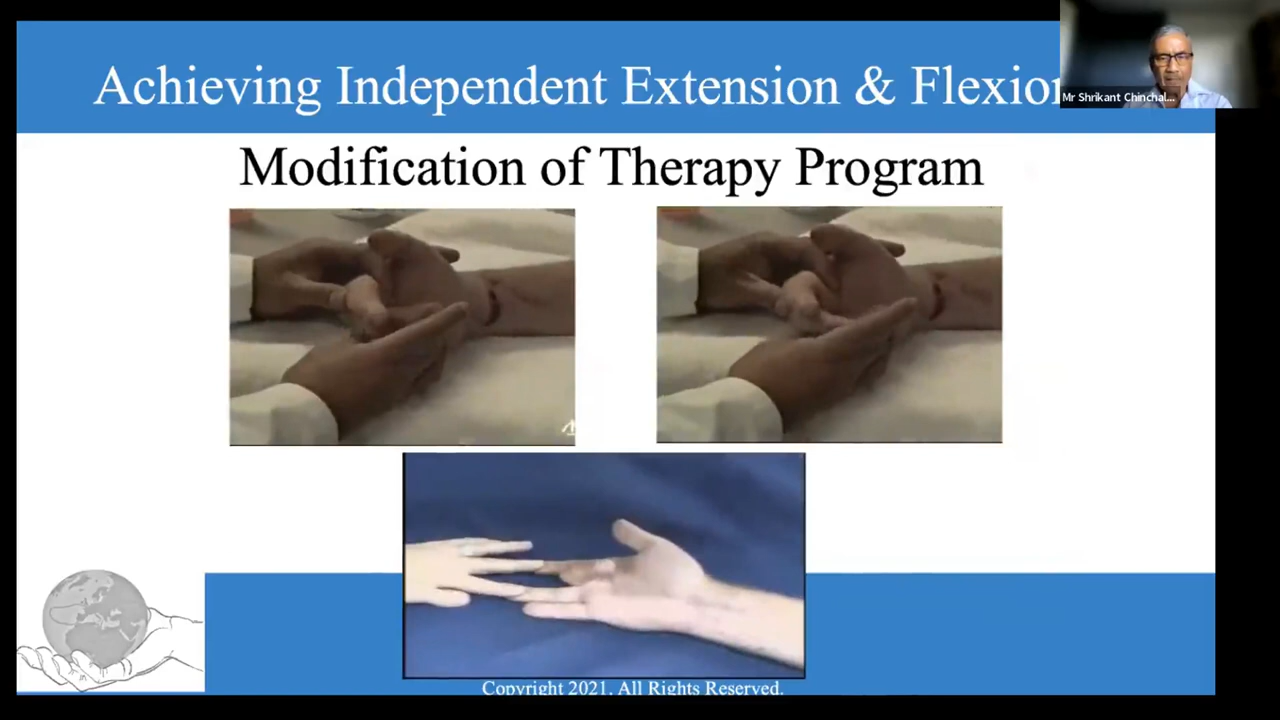 Achieving Independent Extension & Flexion
Mr Shrikant Chinchal...
Modification of Therapy Program
Copyright 2021. All Rights Reserved.